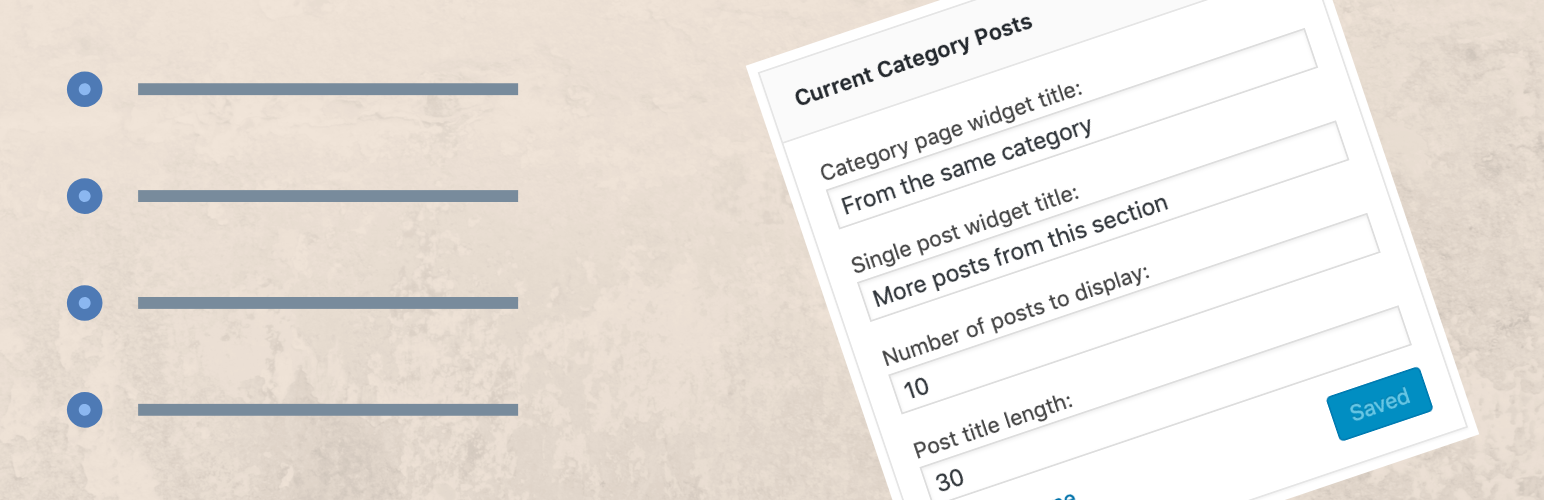 Current Category Posts
Category page widget title:
From the same category
Single post widget title:
More posts from this section
Number of posts to display:
10
Post title length:
30
Saved